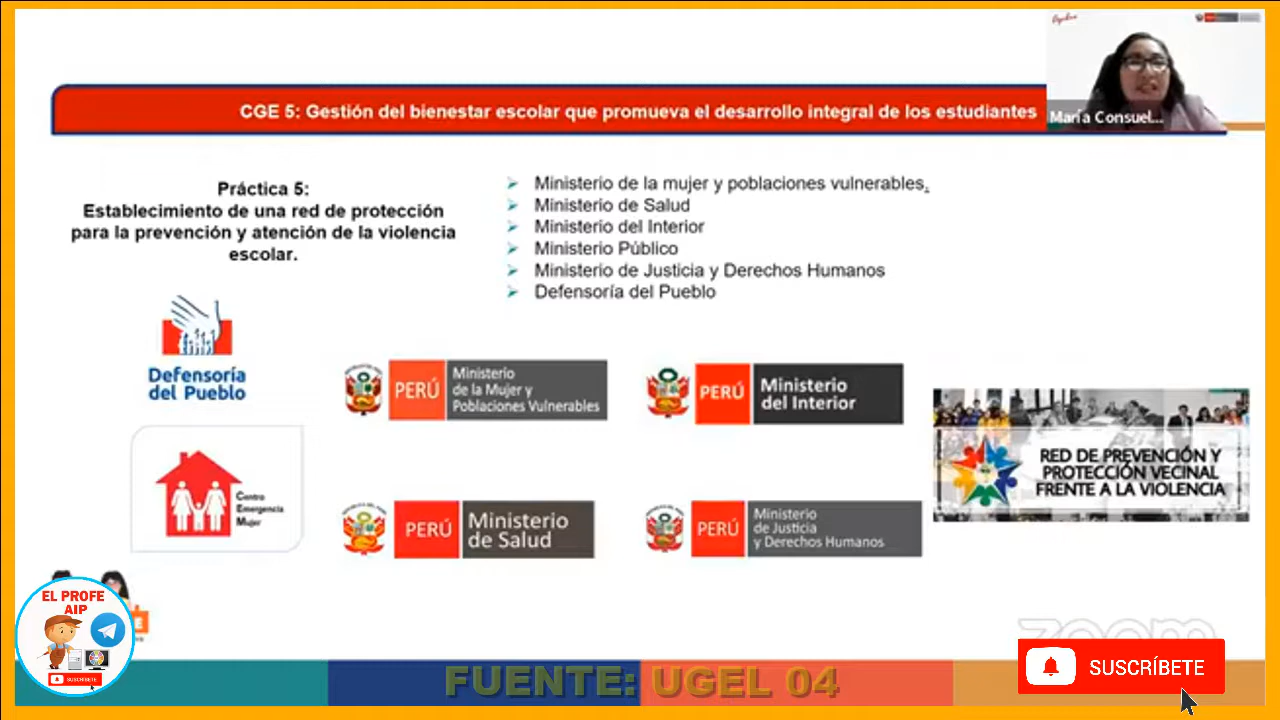 CGE 5: Gestión del bienestar escolar que promueva el desarrollo integral de los estudiantes
María Consuel...
Práctica 5:
Establecimiento de una red de protección
para la prevención y atención de la violencia
escolar.
Ministerio de la mujer y poblaciones vulnerables.
Ministerio de Salud
Ministerio del Interior
Ministerio Público
Ministerio de Justicia y Derechos Humanos
Defensoría del Pueblo
Defensoría
del Pueblo
PERÚ
Ministerio
de la Mujer y
Poblaciones Vulnerables
PERÚ
Ministerio
del Interior
RED DE PREVENCIÓN Y
PROTECCIÓN VECINAL
FRENTE A LA VIOLENCIA
Centro
Emergencia
Mujer
PERÚ
Ministerio
de Salud
PERÚ
Ministerio
de Justicia
y Derechos Humanos
EL PROFE
AIP
SUSCRÍBETE
zoom
FUENTE: UGEL 04
SUSCRÍBETE